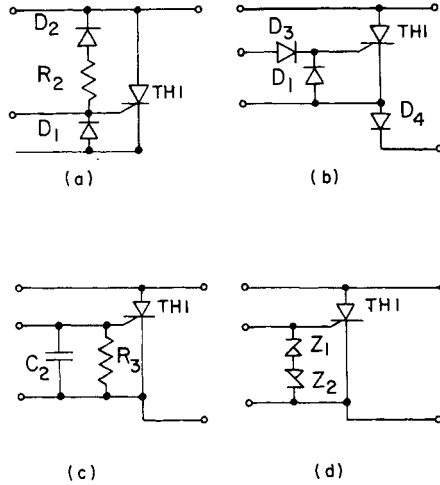 D₂
R₂
TH1
D₁
(a)
D₃
TH1
D₁
D₄
(b)
TH1
C₂
R₃
(c)
TH1
Z₁
Z₂
(d)